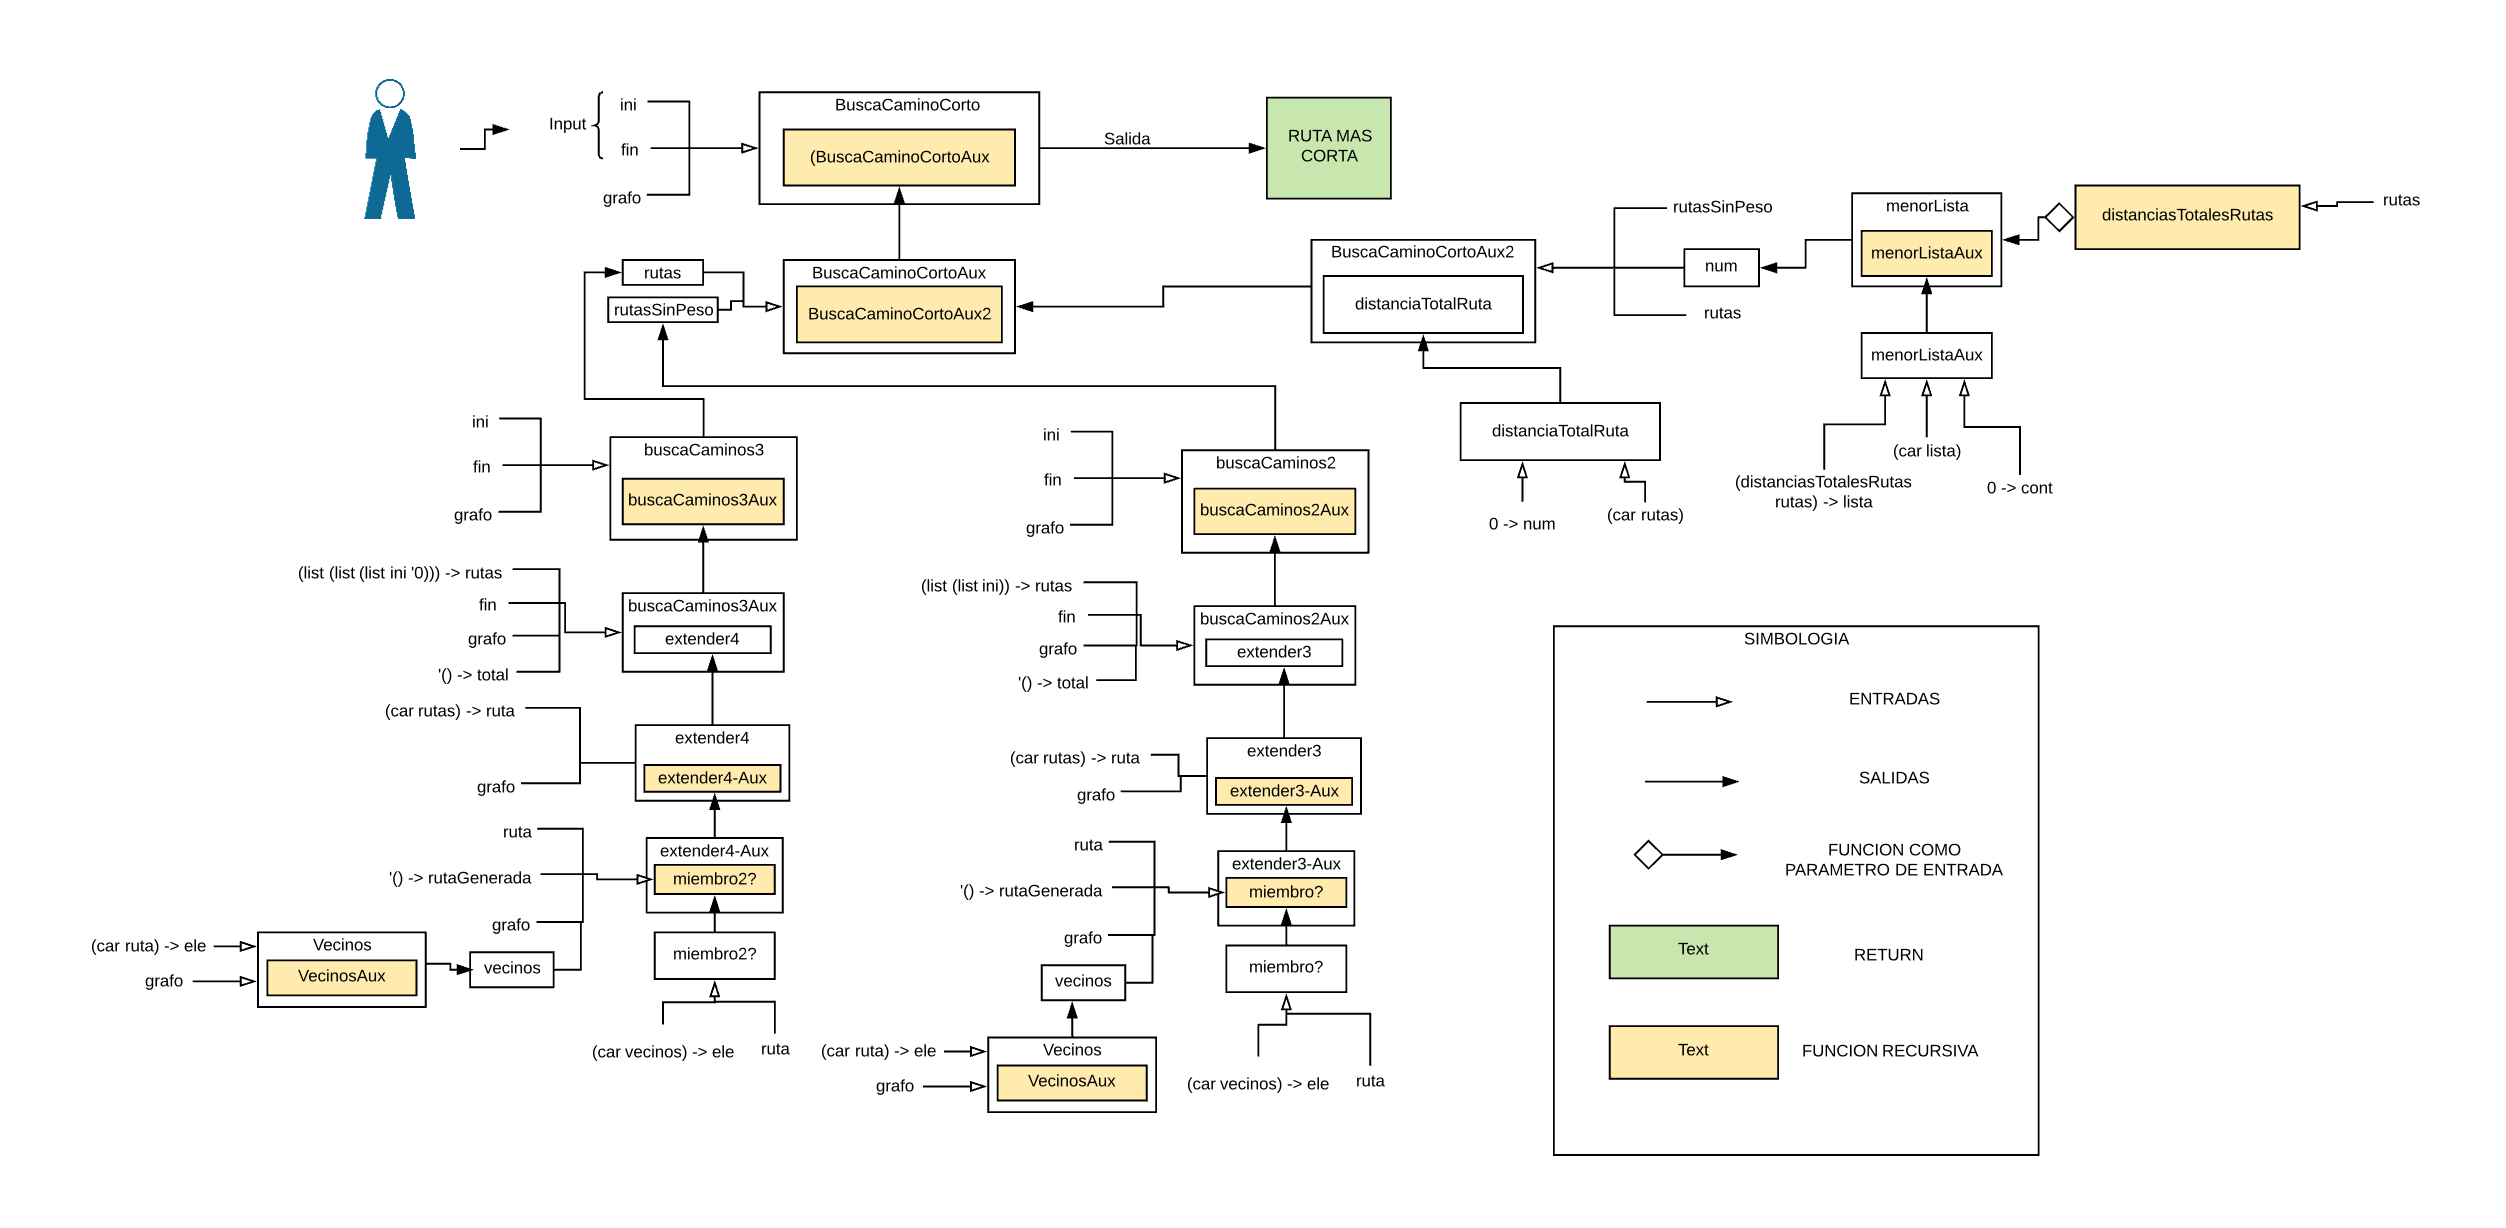 Input
ini
fin
grafo
BuscaCaminoCorto
(BuscaCaminoCortoAux
Salida
RUTA MAS
CORTA
rutas
rutasSinPeso
BuscaCaminoCortoAux
BuscaCaminoCortoAux2
BuscaCaminoCortoAux2
distanciaTotalRuta
rutasSinPeso
num
rutas
menorLista
menorListaAux
distanciasTotalesRutas
rutas
menorListaAux
(distanciasTotalesRutas
rutas) -> lista
(car lista)
0 -> cont
distanciaTotalRuta
0 -> num
(car rutas)
ini
fin
grafo
buscaCaminos3
buscaCaminos3Aux
(list (list (list ini '0))) -> rutas
fin
grafo
'() -> total
buscaCaminos3Aux
extender4
(car rutas) -> ruta
grafo
extender4
extender4-Aux
ruta
'() -> rutaGenerada
grafo
extender4-Aux
miembro2?
(car ruta) -> ele
grafo
Vecinos
VecinosAux
vecinos
miembro2?
(car vecinos) -> ele
ruta
ini
fin
grafo
buscaCaminos2
buscaCaminos2Aux
(list (list ini)) -> rutas
fin
grafo
'() -> total
buscaCaminos2Aux
extender3
(car rutas) -> ruta
grafo
extender3
extender3-Aux
ruta
'() -> rutaGenerada
grafo
extender3-Aux
miembro?
vecinos
miembro?
(car ruta) -> ele
grafo
Vecinos
VecinosAux
(car vecinos) -> ele
ruta
SIMBOLOGIA
ENTRADAS
SALIDAS
FUNCION COMO
PARAMETRO DE ENTRADA
Text
RETURN
Text
FUNCION RECURSIVA